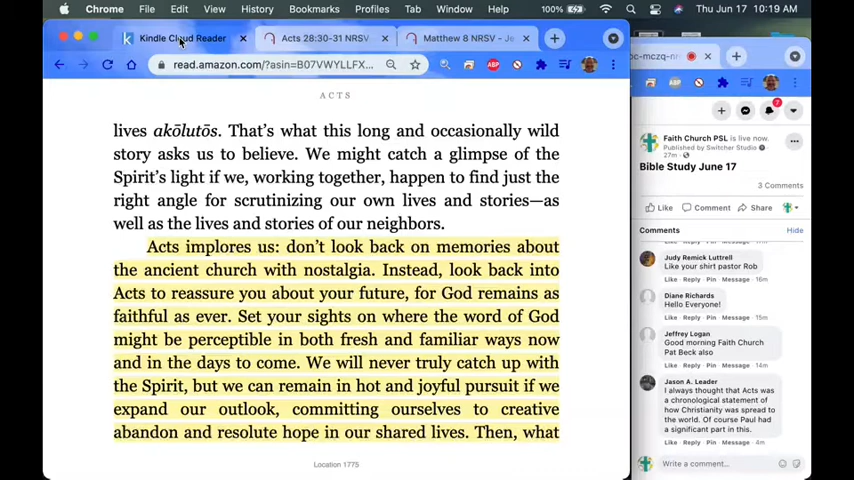 Chrome File Edit View History Bookmarks Profiles Tab Window Help 100% Thu Jun 17 10:19 AM
Kindle Cloud Reader
Acts 28:30-31 NRSV
Matthew 8 NRSV - Je
read.amazon.com/?asin=B07VWYLLFX...
ABP
ACTS
lives akōlutōs. That's what this long and occasionally wild
story asks us to believe. We might catch a glimpse of the
Spirit's light if we, working together, happen to find just the
right angle for scrutinizing our own lives and stories—as
well as the lives and stories of our neighbors.
Acts implores us: don't look back on memories about
the ancient church with nostalgia. Instead, look back into
Acts to reassure you about your future, for God remains as
faithful as ever. Set your sights on where the word of God
might be perceptible in both fresh and familiar ways now
and in the days to come. We will never truly catch up with
the Spirit, but we can remain in hot and joyful pursuit if we
expand our outlook, committing ourselves to creative
abandon and resolute hope in our shared lives. Then, what
Location 1775
oc-mczq-nr
ABP
Faith Church PSL is live now.
Published by Switcher Studio
27m
Bible Study June 17
3 Comments
Like Comment Share
Comments Hide
Like Reply Pin Message 16m
Judy Remick Luttrell
Like your shirt pastor Rob
Like Reply Pin Message 16m
Diane Richards
Hello Everyone!
Like Reply Pin Message 15m
Jeffrey Logan
Good morning Faith Church
Pat Beck also
Like Reply Pin Message 14m
Jason A. Leader
I always thought that Acts was
a chronological statement of
how Christianity was spread to
the world. Of course Paul had
a significant part in this.
Like Reply Pin Message 4m
Write a comment...